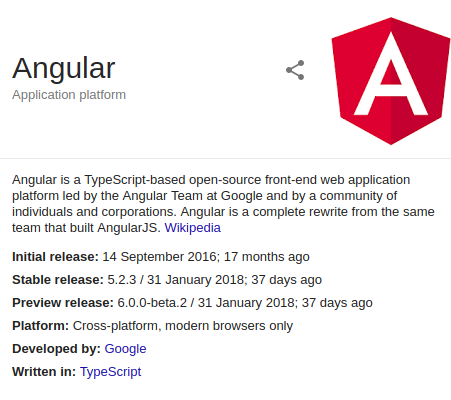 Angular
Application platform
Angular is a TypeScript-based open-source front-end web application
platform led by the Angular Team at Google and by a community of
individuals and corporations. Angular is a complete rewrite from the same
team that built AngularJS. Wikipedia
Initial release: 14 September 2016; 17 months ago
Stable release: 5.2.3 / 31 January 2018; 37 days ago
Preview release: 6.0.0-beta.2 / 31 January 2018; 37 days ago
Platform: Cross-platform, modern browsers only
Developed by: Google
Written in: TypeScript